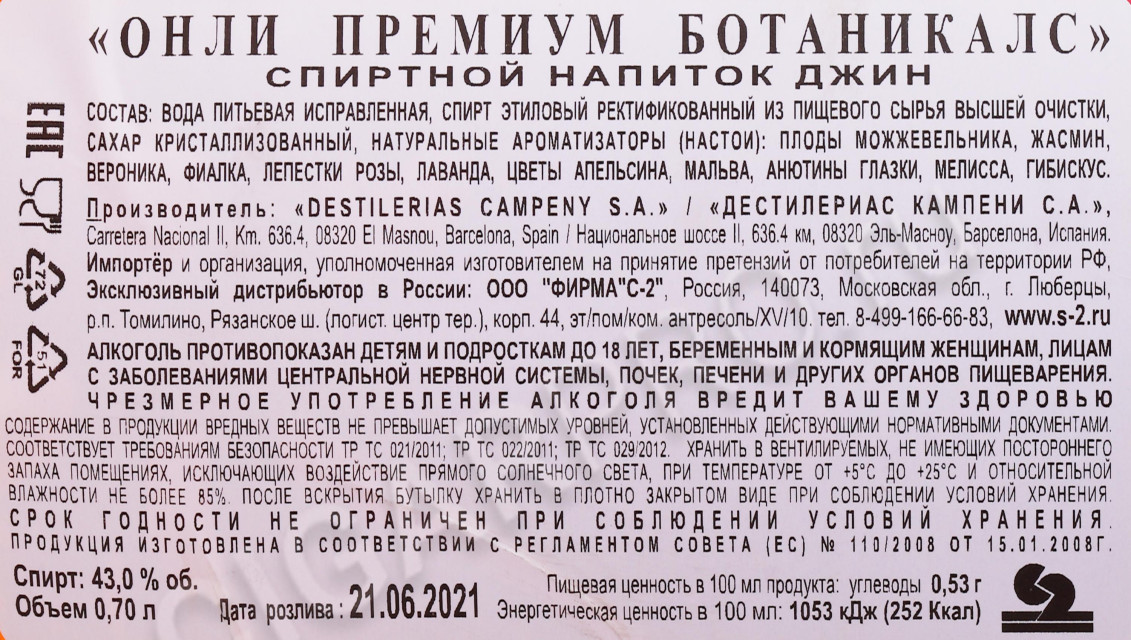 «ОНЛИ ПРЕМИУМ БОТАНИКАЛС»
СПИРТНОЙ НАПИТОК ДЖИН
СОСТАВ: ВОДА ПИТЬЕВАЯ ИСПРАВЛЕННАЯ, СПИРТ ЭТИЛОВЫЙ РЕКТИФИКОВАННЫЙ ИЗ ПИЩЕВОГО СЫРЬЯ ВЫСШЕЙ ОЧИСТКИ,
САХАР КРИСТАЛЛИЗОВАННЫЙ, НАТУРАЛЬНЫЕ АРОМАТИЗАТОРЫ (НАСТОИ): ПЛОДЫ МОЖЖЕВЕЛЬНИКА, ЖАСМИН,
ВЕРОНИКА, ФИАЛКА, ЛЕПЕСТКИ РОЗЫ, ЛАВАНДА, ЦВЕТЫ АПЕЛЬСИНА, МАЛЬВА, АНЮТИНЫ ГЛАЗКИ, МЕЛИССА, ГИБИСКУС.
Производитель: «DESTILERIAS CAMPENY S.A.» / «ДЕСТИЛЕРИАС КАМПЕНИ С.А.»,
Carretera Nacional II, Km. 636.4, 08320 El Masnou, Barcelona, Spain / Национальное шоссе II, 636.4 км, 08320 Эль-Масноу, Барселона, Испания.
Импортёр и организация, уполномоченная изготовителем на принятие претензий от потребителей на территории РФ,
Эксклюзивный дистрибьютор в России: ООО "ФИРМА"С-2", Россия, 140073, Московская обл., г. Люберцы,
р.п. Томилино, Рязанское ш. (логист. центр тер.), корп. 44, эт/пом/ком. антресоль/XV/10, тел. 8-499-166-66-83, www.s-2.ru
АЛКОГОЛЬ ПРОТИВОПОКАЗАН ДЕТЯМ И ПОДРОСТКАМ ДО 18 ЛЕТ, БЕРЕМЕННЫМ И КОРМЯЩИМ ЖЕНЩИНАМ, ЛИЦАМ
С ЗАБОЛЕВАНИЯМИ ЦЕНТРАЛЬНОЙ НЕРВНОЙ СИСТЕМЫ, ПОЧЕК, ПЕЧЕНИ И ДРУГИХ ОРГАНОВ ПИЩЕВАРЕНИЯ.
ЧРЕЗМЕРНОЕ УПОТРЕБЛЕНИЕ АЛКОГОЛЯ ВРЕДИТ ВАШЕМУ ЗДОРОВЬЮ
СОДЕРЖАНИЕ В ПРОДУКЦИИ ВРЕДНЫХ ВЕЩЕСТВ НЕ ПРЕВЫШАЕТ ДОПУСТИМЫХ УРОВНЕЙ, УСТАНОВЛЕННЫХ ДЕЙСТВУЮЩИМИ НОРМАТИВНЫМИ ДОКУМЕНТАМИ.
СООТВЕТСТВУЕТ ТРЕБОВАНИЯМ БЕЗОПАСНОСТИ ТР ТС 021/2011; ТР ТС 022/2011; ТР ТС 029/2012. ХРАНИТЬ В ВЕНТИЛИРУЕМЫХ, НЕ ИМЕЮЩИХ ПОСТОРОННЕГО
ЗАПАХА ПОМЕЩЕНИЯХ, ИСКЛЮЧАЮЩИХ ВОЗДЕЙСТВИЕ ПРЯМОГО СОЛНЕЧНОГО СВЕТА, ПРИ ТЕМПЕРАТУРЕ ОТ +5°С ДО +25°С И ОТНОСИТЕЛЬНОЙ
ВЛАЖНОСТИ НЕ БОЛЕЕ 85%. ПОСЛЕ ВСКРЫТИЯ БУТЫЛКУ ХРАНИТЬ В ПЛОТНО ЗАКРЫТОМ ВИДЕ ПРИ СОБЛЮДЕНИИ УСЛОВИЙ ХРАНЕНИЯ.
СРОК ГОДНОСТИ НЕ ОГРАНИЧЕН ПРИ СОБЛЮДЕНИИ УСЛОВИЙ ХРАНЕНИЯ.
ПРОДУКЦИЯ ИЗГОТОВЛЕНА В СООТВЕТСТВИИ С РЕГЛАМЕНТОМ СОВЕТА (ЕС) № 110/2008 ОТ 15.01.2008Г.
Спирт: 43,0 % об.
Объем 0,70 л
Дата розлива: 21.06.2021
Пищевая ценность в 100 мл продукта: углеводы 0,53 г
Энергетическая ценность в 100 мл: 1053 кДж (252 Ккал)
EAC
72
GL
51
FOR